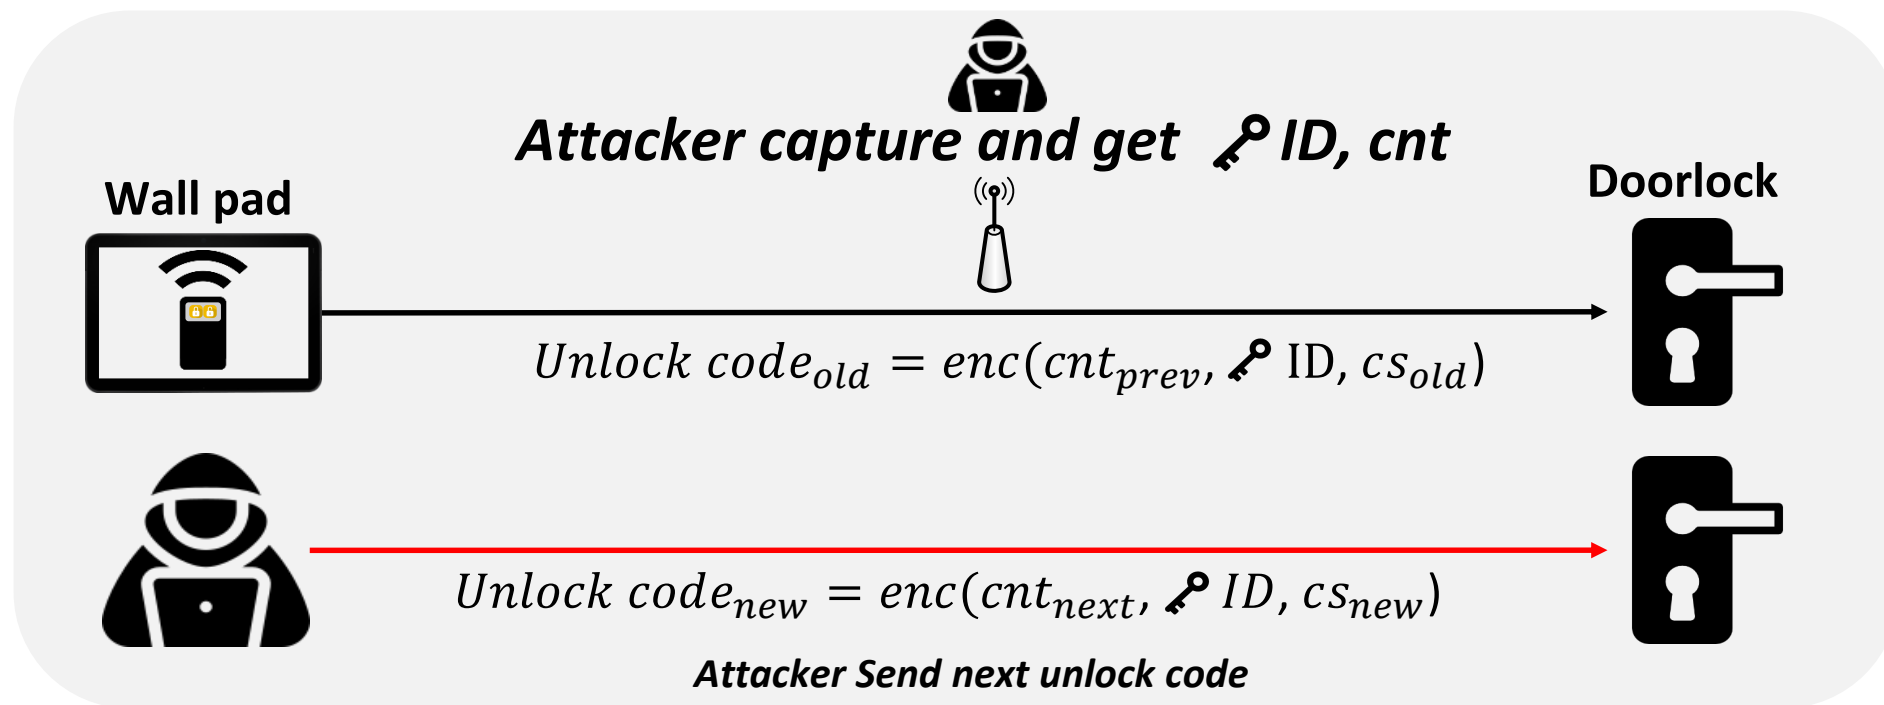 Attacker capture and get ID, cnt
Wall pad
Doorlock
Unlock code_old = enc(cnt_prev, ID, cs_old)
Unlock code_new = enc(cnt_next, ID, cs_new)
Attacker Send next unlock code